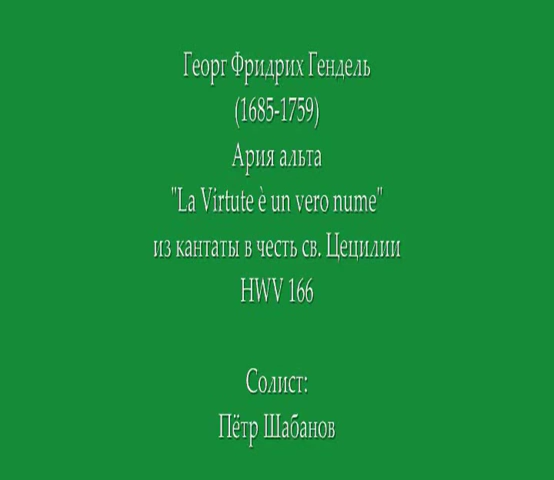 Георг Фридрих Гендель
(1685-1759)
Ария альта
"La Virtute è un vero nume"
из кантаты в честь св. Цецилии
HWV 166
Солист:
Пётр Шабанов